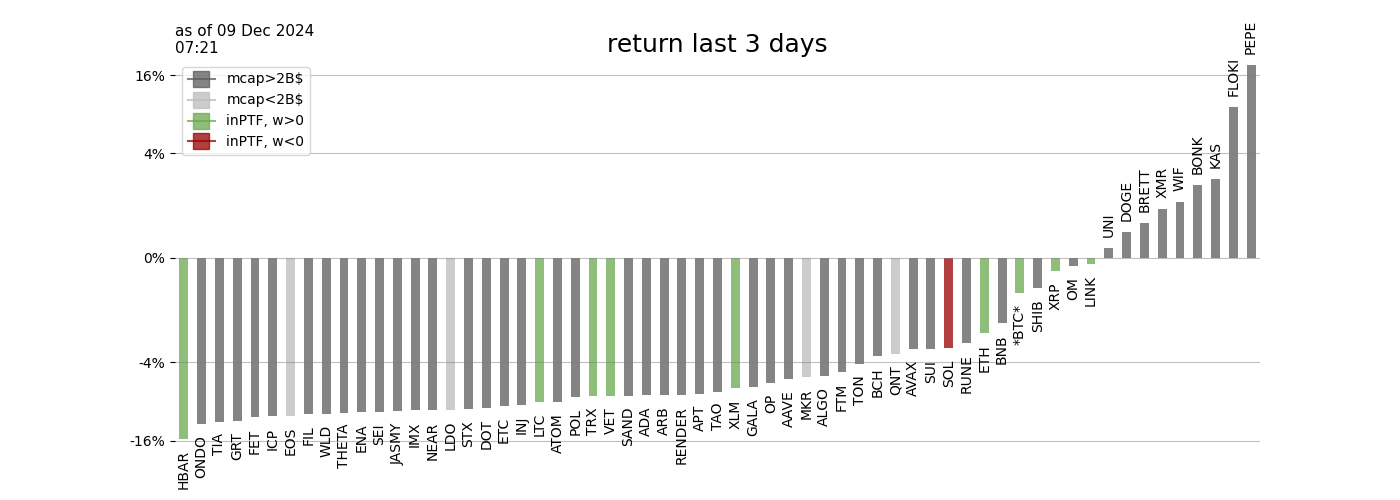 as of 09 Dec 2024
07:21
return last 3 days
mcap>2B$
mcap<2B$
inPTF, w>0
inPTF, w<0
16%
4%
0%
-4%
-16%
HBAR
ONDO
TIA
GRT
FET
ICP
EOS
FIL
WLD
THETA
ENA
SEI
JASMY
IMX
NEAR
LDO
STX
DOT
ETC
INJ
LTC
ATOM
POL
TRX
VET
SAND
ADA
ARB
RENDER
APT
TAO
XLM
GALA
OP
AAVE
MKR
ALGO
FTM
TON
BCH
QNT
AVAX
SUI
SOL
RUNE
ETH
BNB
*BTC*
SHIB
XRP
OM
LINK
UNI
DOGE
BRETT
XMR
WIF
BONK
KAS
FLOKI
PEPE